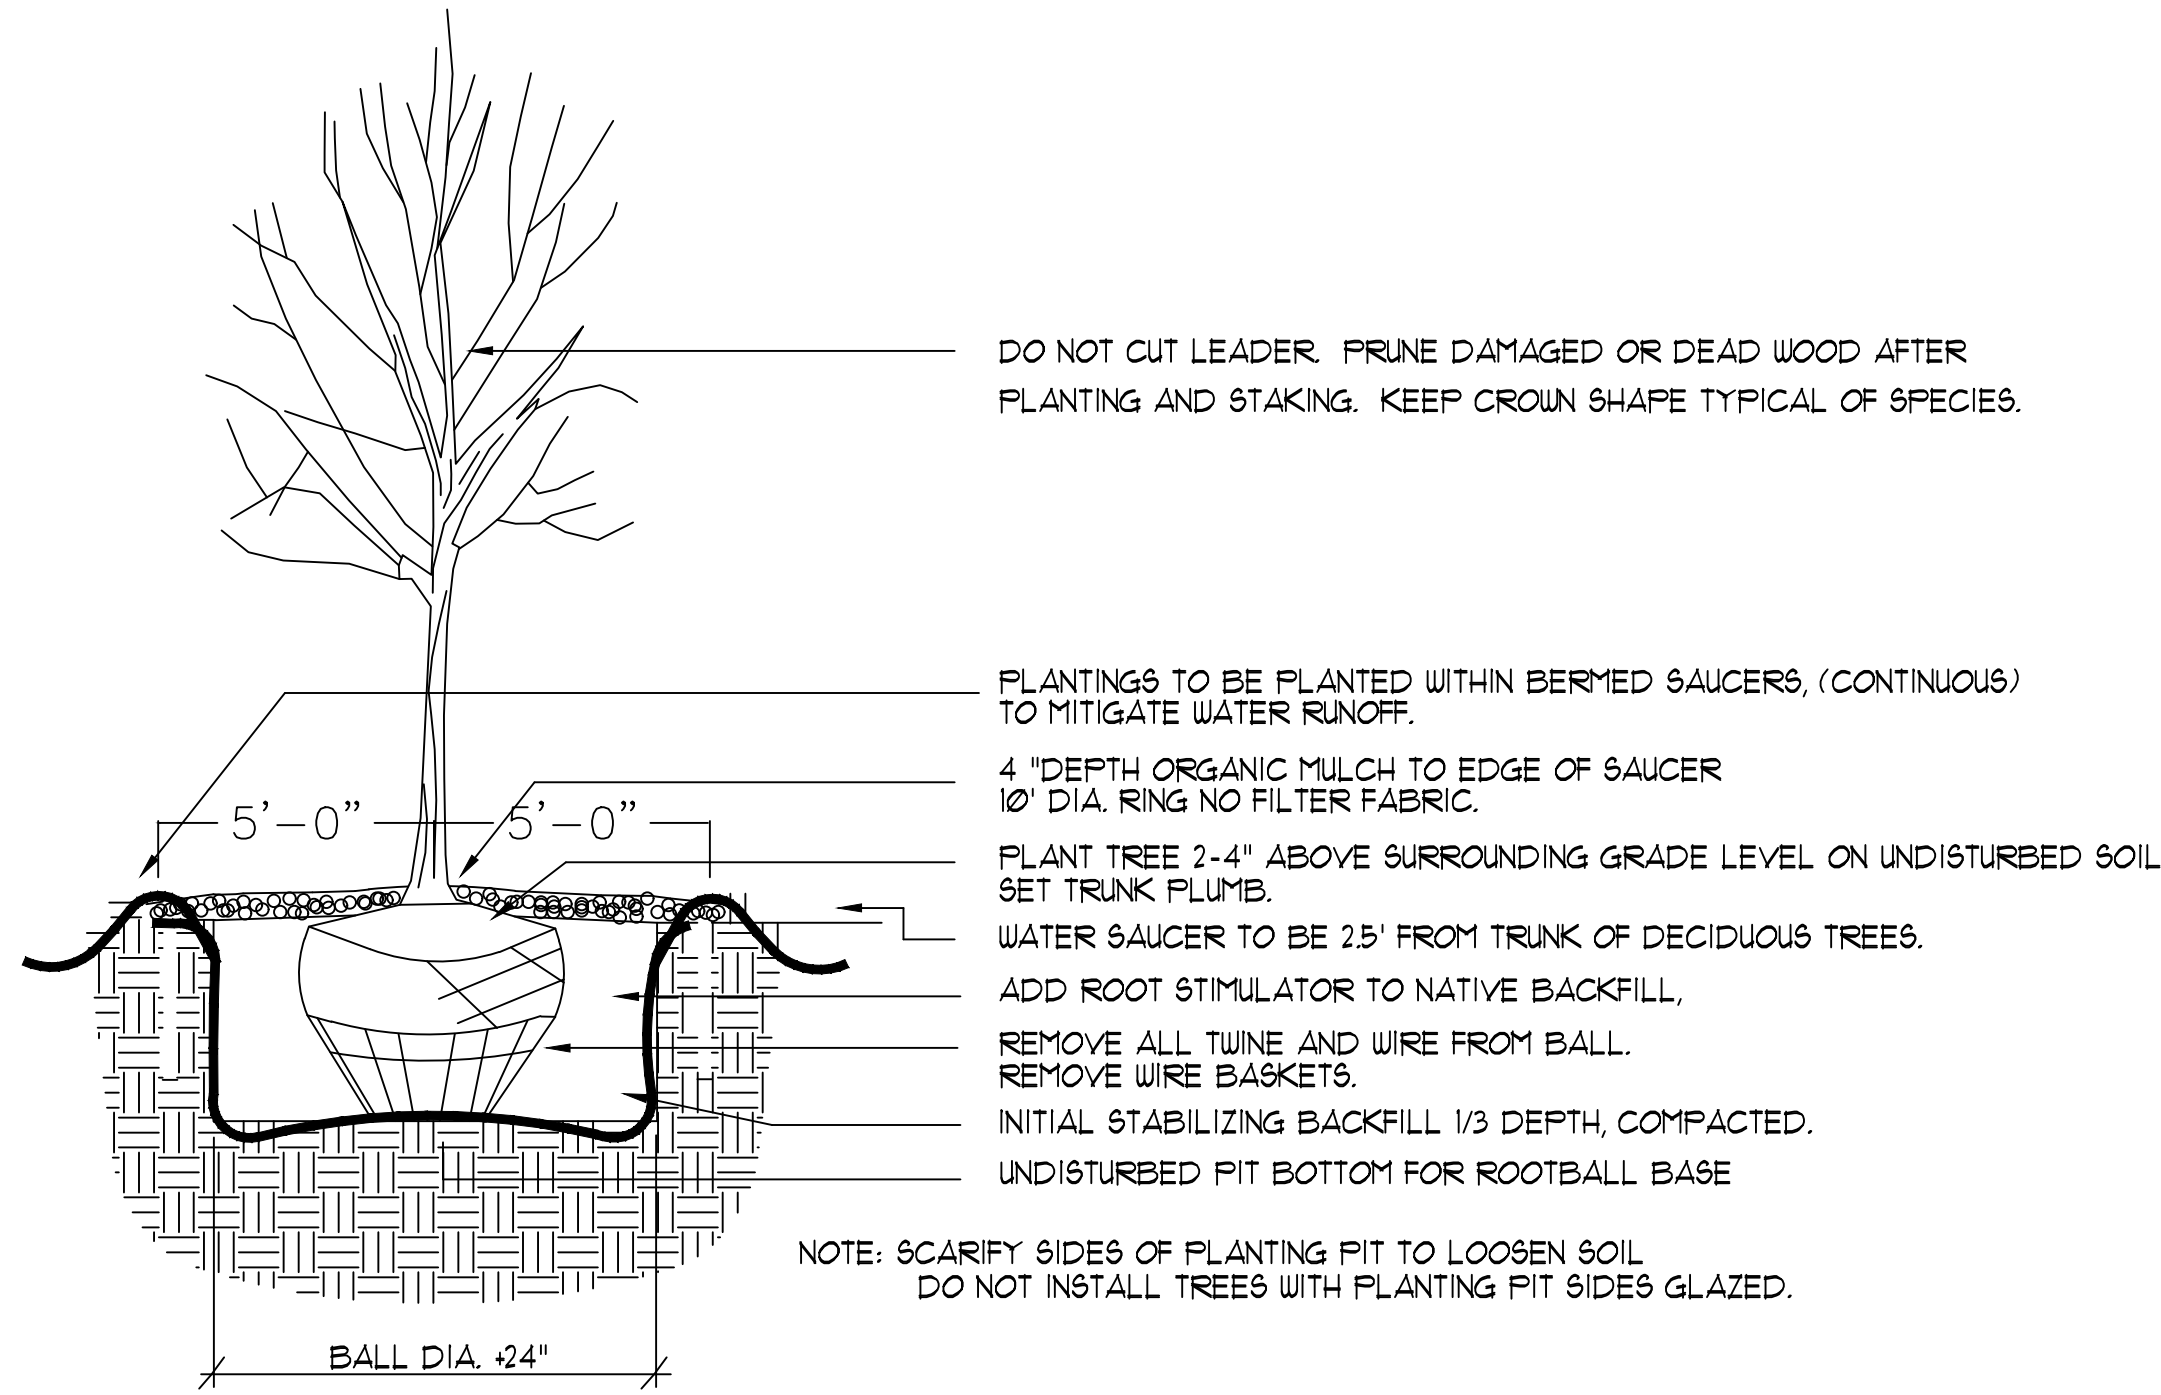 DO NOT CUT LEADER. PRUNE DAMAGED OR DEAD WOOD AFTER
PLANTING AND STAKING. KEEP CROWN SHAPE TYPICAL OF SPECIES.
PLANTINGS TO BE PLANTED WITHIN BERMED SAUCERS, (CONTINUOUS)
TO MITIGATE WATER RUNOFF.
4 "DEPTH ORGANIC MULCH TO EDGE OF SAUCER
10' DIA. RING NO FILTER FABRIC.
5'-0" 5'-0"
PLANT TREE 2-4" ABOVE SURROUNDING GRADE LEVEL ON UNDISTURBED SOIL
SET TRUNK PLUMB.
WATER SAUCER TO BE 2.5' FROM TRUNK OF DECIDUOUS TREES.
ADD ROOT STIMULATOR TO NATIVE BACKFILL,
REMOVE ALL TWINE AND WIRE FROM BALL.
REMOVE WIRE BASKETS.
INITIAL STABILIZING BACKFILL 1/3 DEPTH, COMPACTED.
UNDISTURBED PIT BOTTOM FOR ROOTBALL BASE
NOTE: SCARIFY SIDES OF PLANTING PIT TO LOOSEN SOIL
DO NOT INSTALL TREES WITH PLANTING PIT SIDES GLAZED.
BALL DIA. +24"